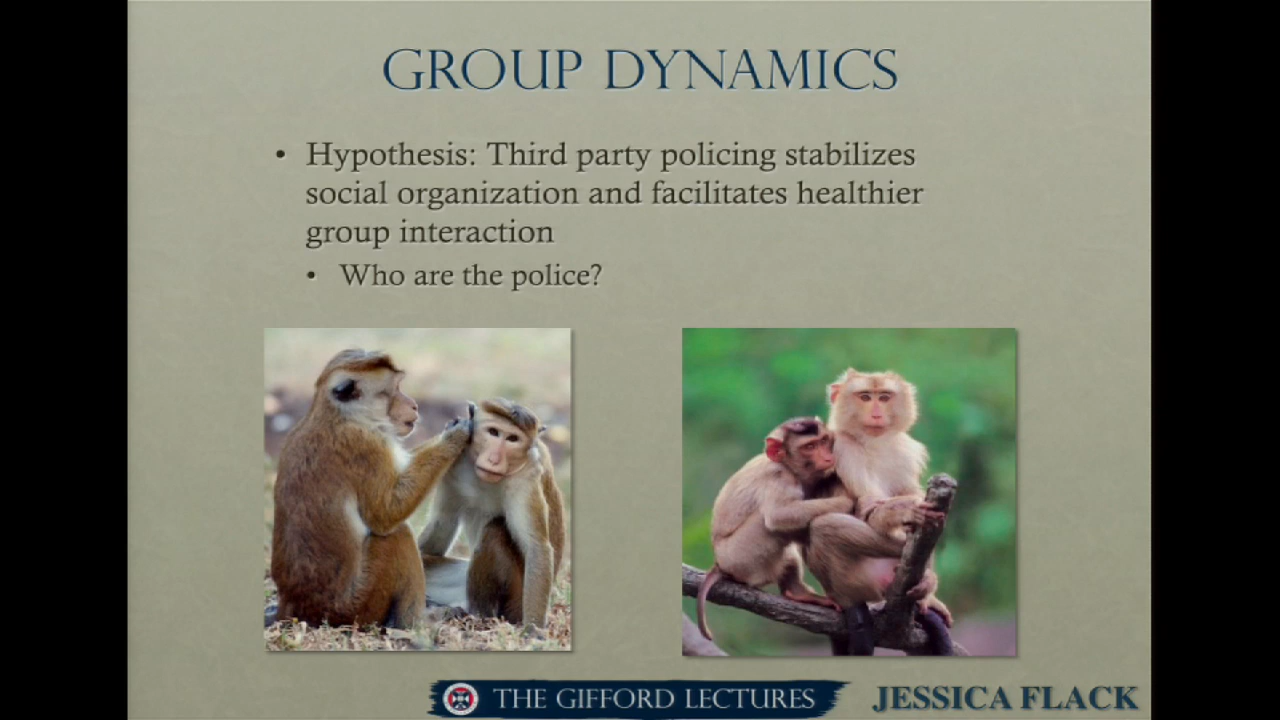 GROUP DYNAMICS
• Hypothesis: Third party policing stabilizes
social organization and facilitates healthier
group interaction
• Who are the police?
THE GIFFORD LECTURES
JESSICA FLACK